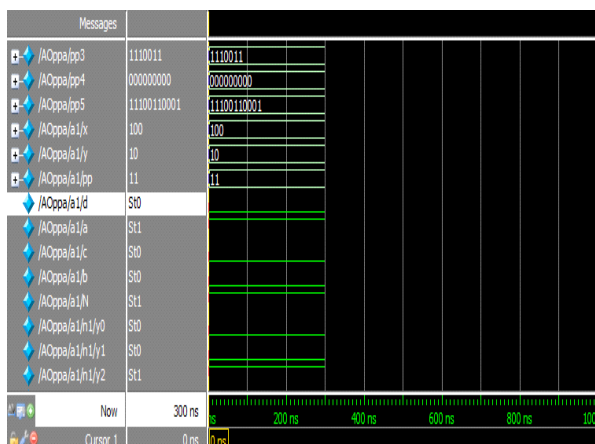 Messages
/AOppa/pp3 1110011 1110011
/AOppa/pp4 000000000 000000000
/AOppa/pp5 11100110001 11100110001
/AOppa/a1/x 100 100
/AOppa/a1/y 10 10
/AOppa/a1/pp 11 11
/AOppa/a1/d St0
/AOppa/a1/a St1
/AOppa/a1/c St0
/AOppa/a1/b St0
/AOppa/a1/N St1
/AOppa/a1/n1/y0 St0
/AOppa/a1/n1/y1 St0
/AOppa/a1/n1/y2 St1
Now 300 ns ns 200 ns 400 ns 600 ns 800 ns 100
Cursor 1 0 ns 0 ns